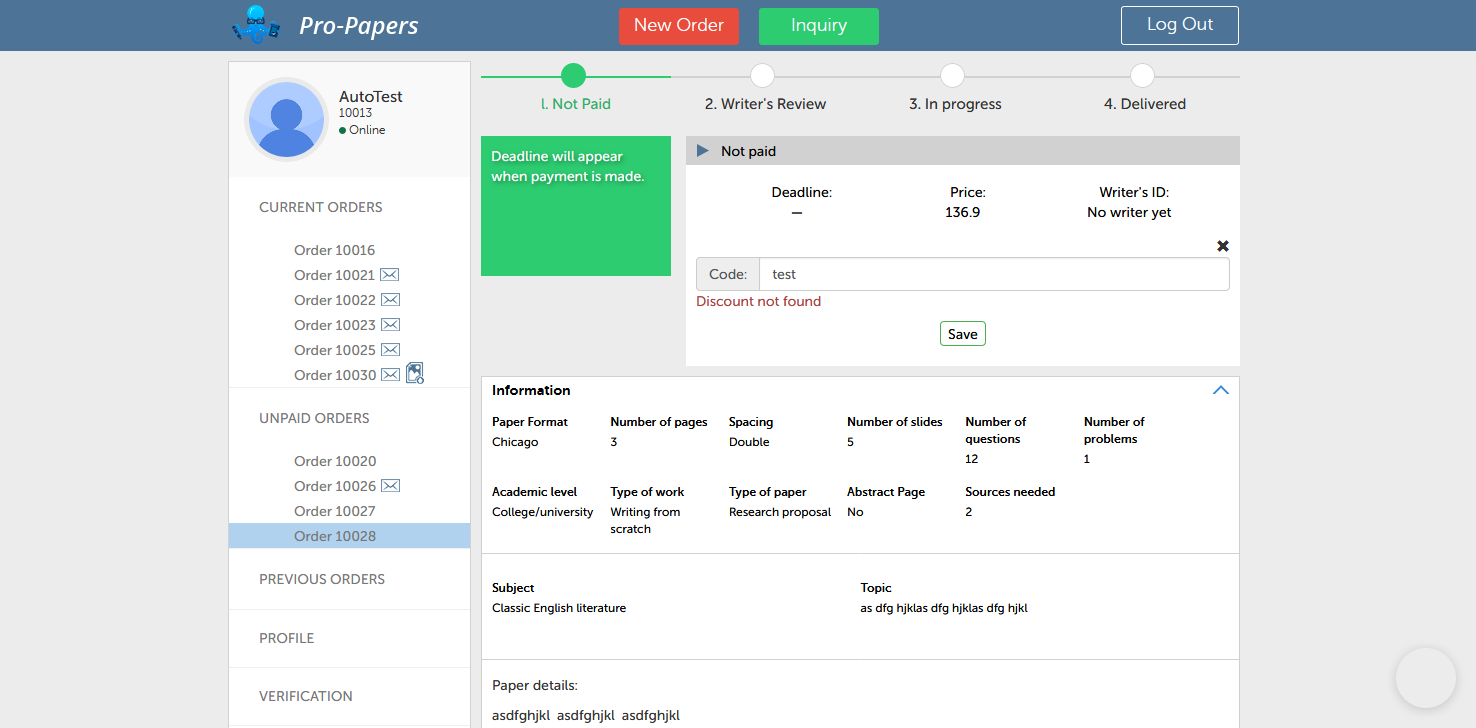 Pro-Papers
New Order
Inquiry
Log Out
AutoTest
10013
Online
CURRENT ORDERS
Order 10016
Order 10021
Order 10022
Order 10023
Order 10025
Order 10030
UNPAID ORDERS
Order 10020
Order 10026
Order 10027
Order 10028
PREVIOUS ORDERS
PROFILE
VERIFICATION
1. Not Paid
2. Writer's Review
3. In progress
4. Delivered
Deadline will appear
when payment is made.
Not paid
Deadline:
—
Price:
136.9
Writer's ID:
No writer yet
Code:
test
Discount not found
Save
Information
Paper Format
Chicago
Number of pages
3
Spacing
Double
Number of slides
5
Number of
questions
12
Number of
problems
1
Academic level
College/university
Type of work
Writing from
scratch
Type of paper
Research proposal
Abstract Page
No
Sources needed
2
Subject
Classic English literature
Topic
as dfg hjklas dfg hjklas dfg hjkl
Paper details:
asdfghjkl asdfghjkl asdfghjkl